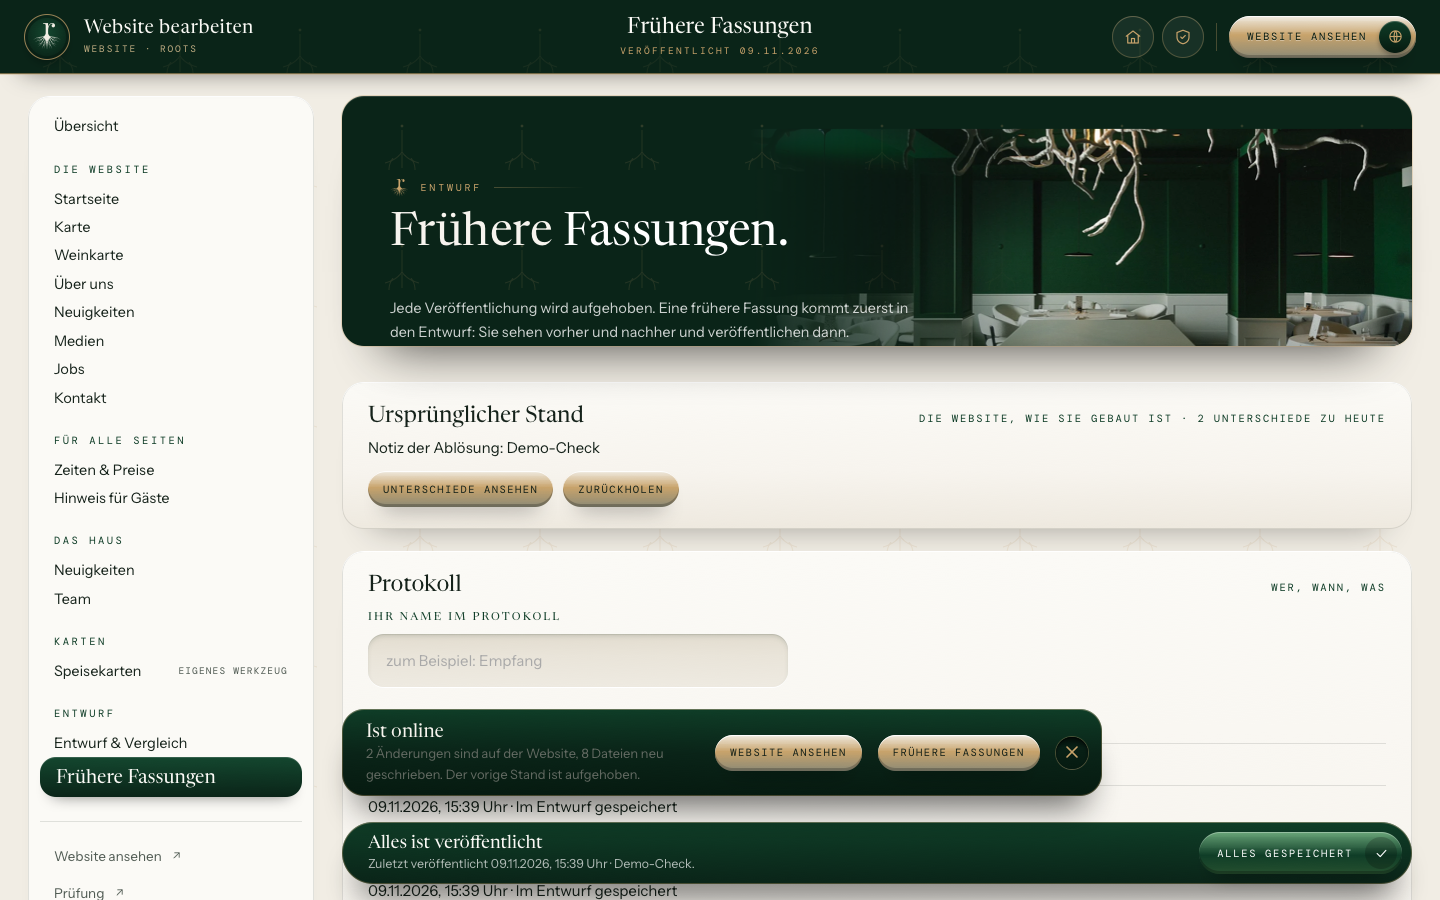 Website bearbeiten
WEBSITE · ROOTS
Frühere Fassungen
VERÖFFENTLICHT 09.11.2026
WEBSITE ANSEHEN
Übersicht
DIE WEBSITE
Startseite
Karte
Weinkarte
Über uns
Neuigkeiten
Medien
Jobs
Kontakt
FÜR ALLE SEITEN
Zeiten & Preise
Hinweis für Gäste
DAS HAUS
Neuigkeiten
Team
KARTEN
Speisekarten EIGENES WERKZEUG
ENTWURF
Entwurf & Vergleich
Frühere Fassungen
Website ansehen
Prüfung
ENTWURF
Frühere Fassungen.
Jede Veröffentlichung wird aufgehoben. Eine frühere Fassung kommt zuerst in
den Entwurf: Sie sehen vorher und nachher und veröffentlichen dann.
Ursprünglicher Stand
DIE WEBSITE, WIE SIE GEBAUT IST · 2 UNTERSCHIEDE ZU HEUTE
Notiz der Ablösung: Demo-Check
UNTERSCHIEDE ANSEHEN
ZURÜCKHOLEN
Protokoll
WER, WANN, WAS
IHR NAME IM PROTOKOLL
zum Beispiel: Empfang
Ist online
2 Änderungen sind auf der Website, 8 Dateien neu
geschrieben. Der vorige Stand ist aufgehoben.
WEBSITE ANSEHEN
FRÜHERE FASSUNGEN
09.11.2026, 15:39 Uhr · Im Entwurf gespeichert
Alles ist veröffentlicht
Zuletzt veröffentlicht 09.11.2026, 15:39 Uhr · Demo-Check.
ALLES GESPEICHERT
09.11.2026, 15:39 Uhr · Im Entwurf gespeichert